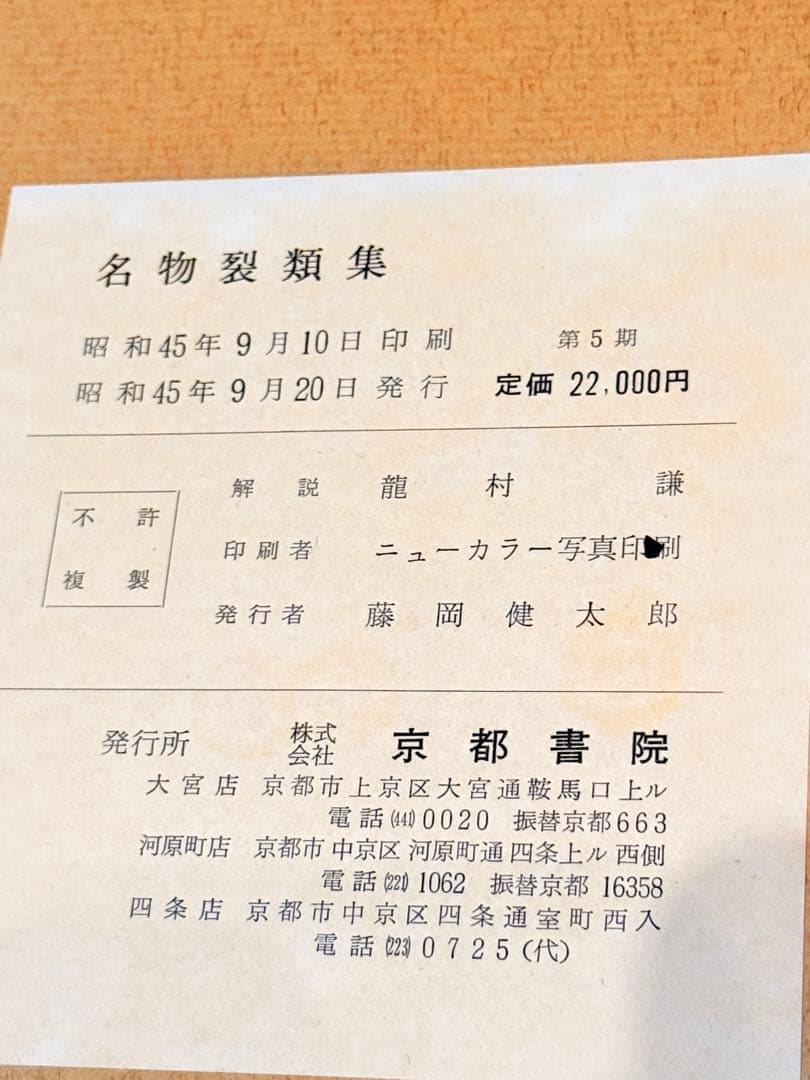 名物裂類集
昭和45年9月10日印刷 第5期
昭和45年9月20日発行 定価 22,000円
不許
複製
解説 龍村謙
印刷者 ニューカラー写真印刷
発行者 藤岡健太郎
発行所 株式会社 京都書院
大宮店 京都市上京区大宮通鞍馬口上ル
電話(441)0020 振替京都663
河原町店 京都市中京区河原町通四条上ル西側
電話(221)1062 振替京都16358
四条店 京都市中京区四条通室町西入
電話(223)0725(代)